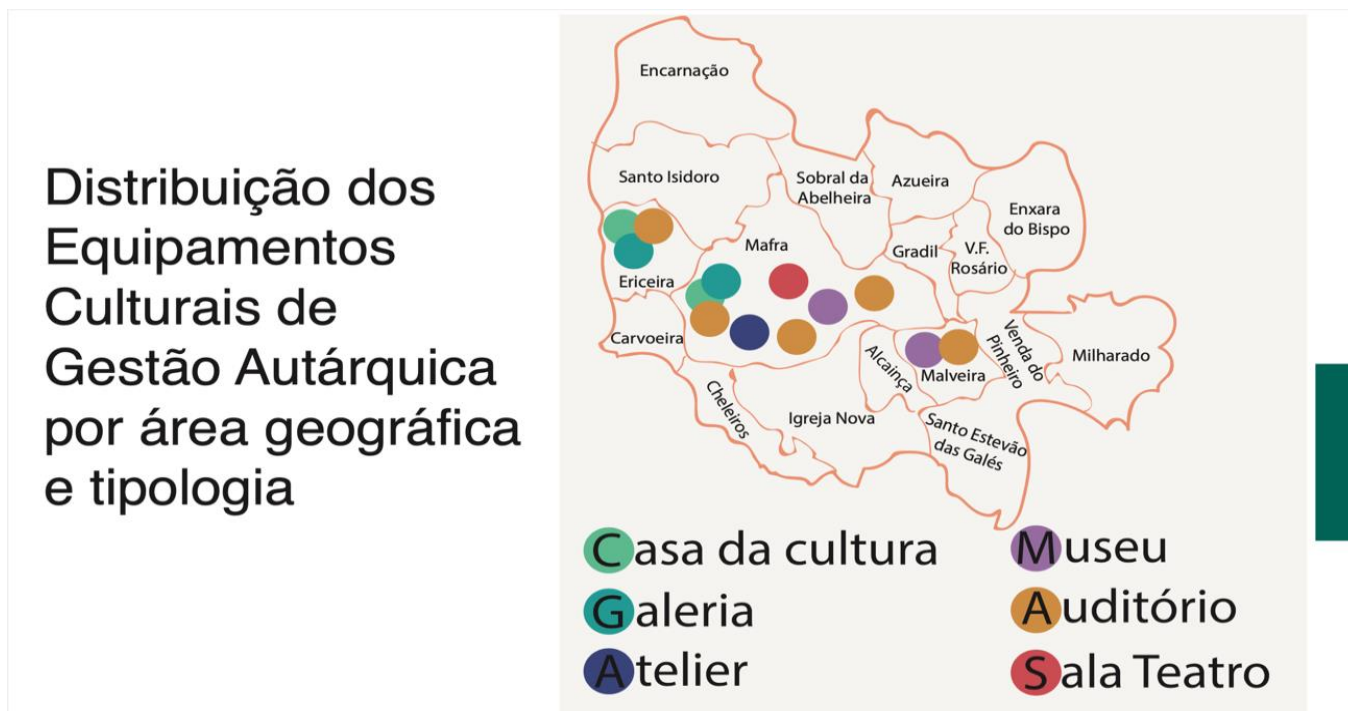 Distribuição dos
Equipamentos
Culturais de
Gestão Autárquica
por área geográfica
e tipologia
Encarnação
Santo Isidoro
Sobral da
Abelheira
Azueira
Enxara
do Bispo
Mafra
Gradil
V.F.
Rosário
Ericeira
Carvoeira
Cheleiros
Igreja Nova
Alcainça
Malveira
Venda do
Pinheiro
Milharado
Santo Estevão
das Galés
Casa da cultura
Galeria
Atelier
Museu
Auditório
Sala Teatro